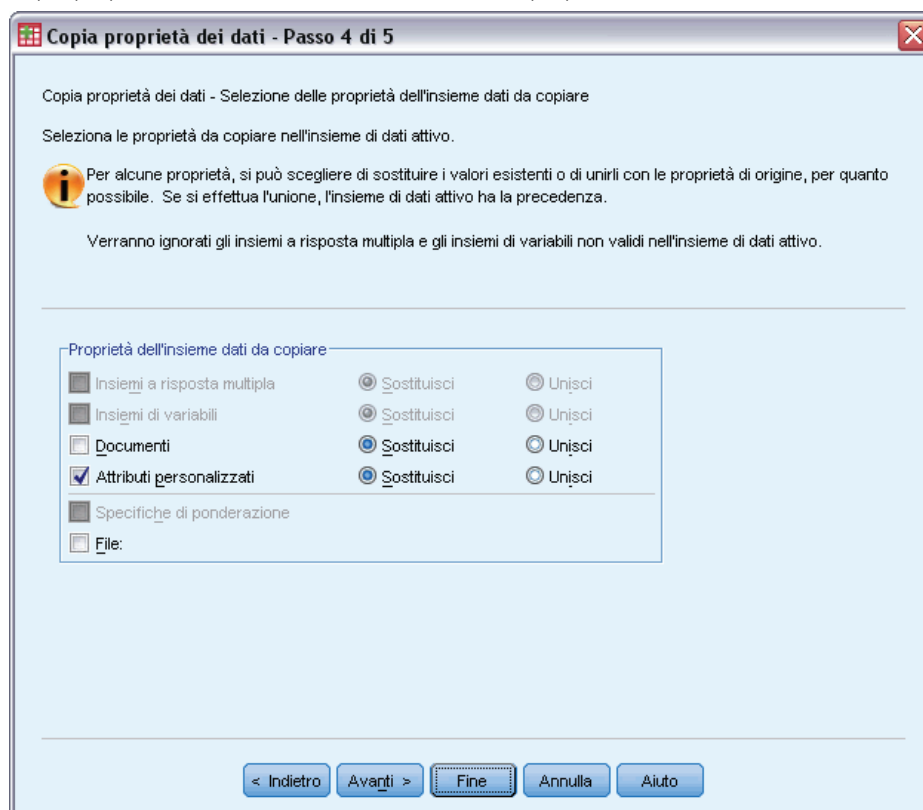 Copia proprietà dei dati - Passo 4 di 5
Copia proprietà dei dati - Selezione delle proprietà dell'insieme dati da copiare
Seleziona le proprietà da copiare nell'insieme di dati attivo.
Per alcune proprietà, si può scegliere di sostituire i valori esistenti o di unirli con le proprietà di origine, per quanto
possibile. Se si effettua l'unione, l'insieme di dati attivo ha la precedenza.
Verranno ignorati gli insiemi a risposta multipla e gli insiemi di variabili non validi nell'insieme di dati attivo.
Proprietà dell'insieme dati da copiare
Insiemi a risposta multipla Sostituisci Unisci
Insiemi di variabili Sostituisci Unisci
Documenti Sostituisci Unisci
Attributi personalizzati Sostituisci Unisci
Specifiche di ponderazione
File:
< Indietro Avanti > Fine Annulla Aiuto